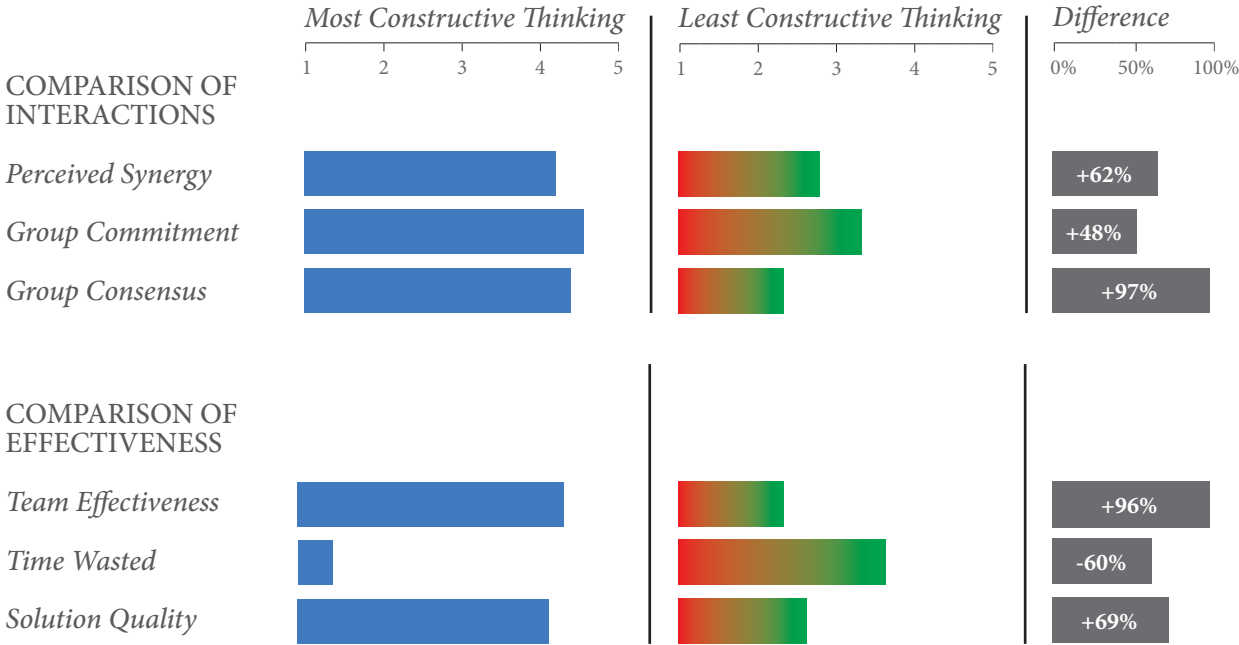 Most Constructive Thinking
Least Constructive Thinking
Difference
1 2 3 4 5
1 2 3 4 5
0% 50% 100%
COMPARISON OF
INTERACTIONS
Perceived Synergy
+62%
Group Commitment
+48%
Group Consensus
+97%
COMPARISON OF
EFFECTIVENESS
Team Effectiveness
+96%
Time Wasted
-60%
Solution Quality
+69%